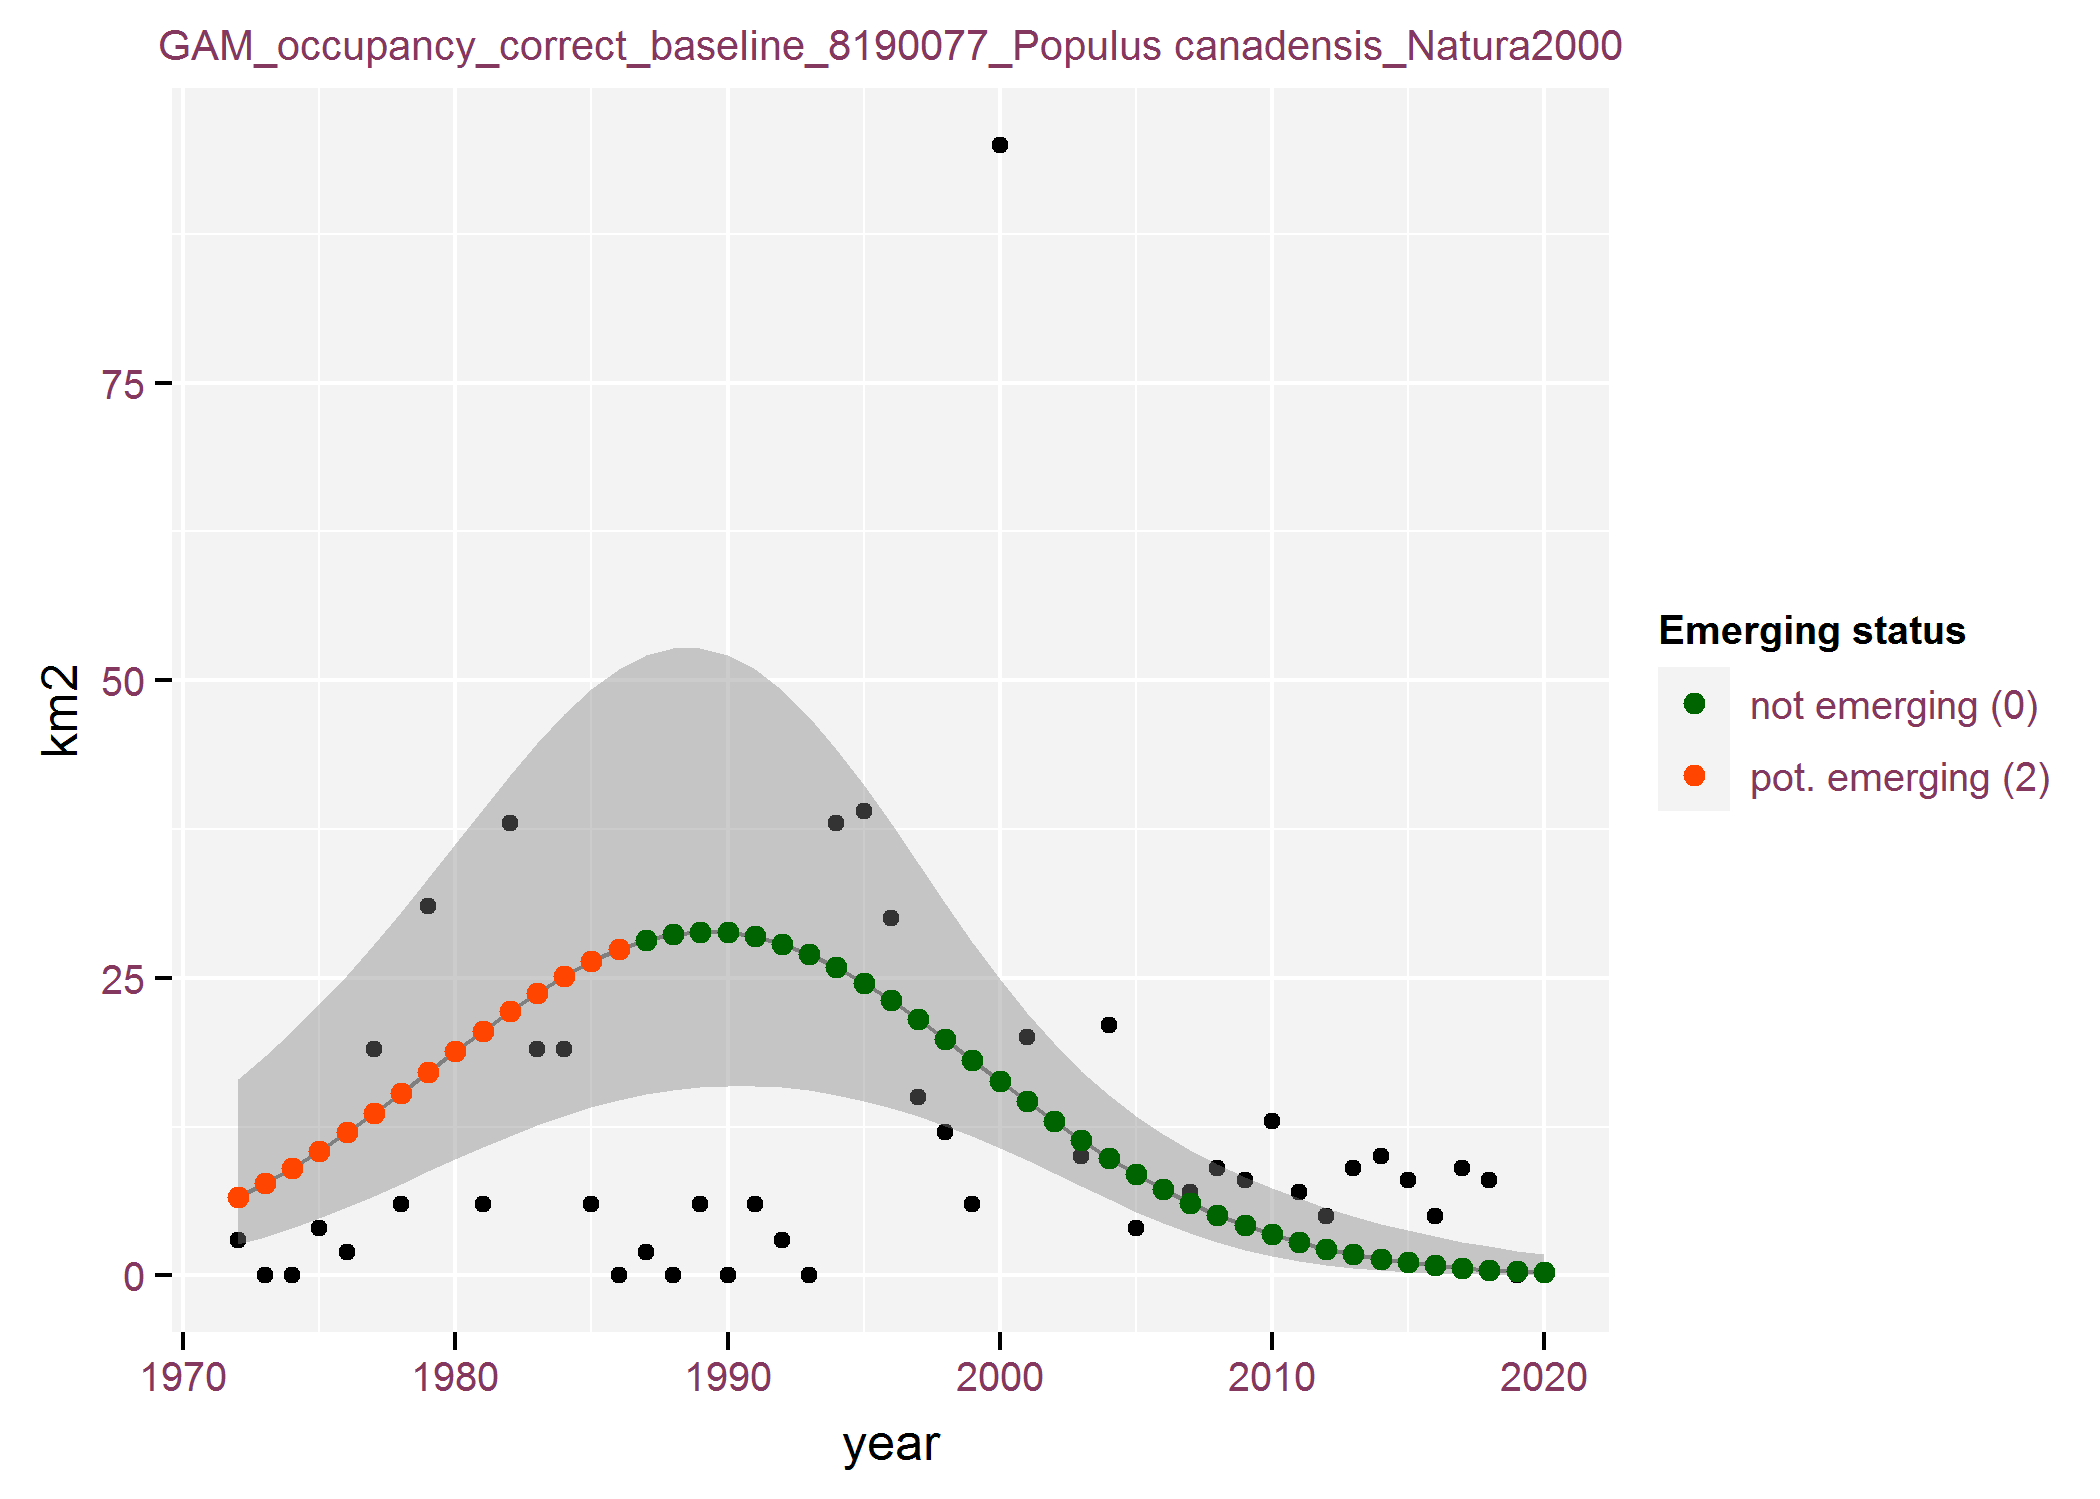 GAM_occupancy_correct_baseline_8190077_Populus canadensis_Natura2000
75
50
25
0
km2
1970 1980 1990 2000 2010 2020
year
Emerging status
not emerging (0)
pot. emerging (2)